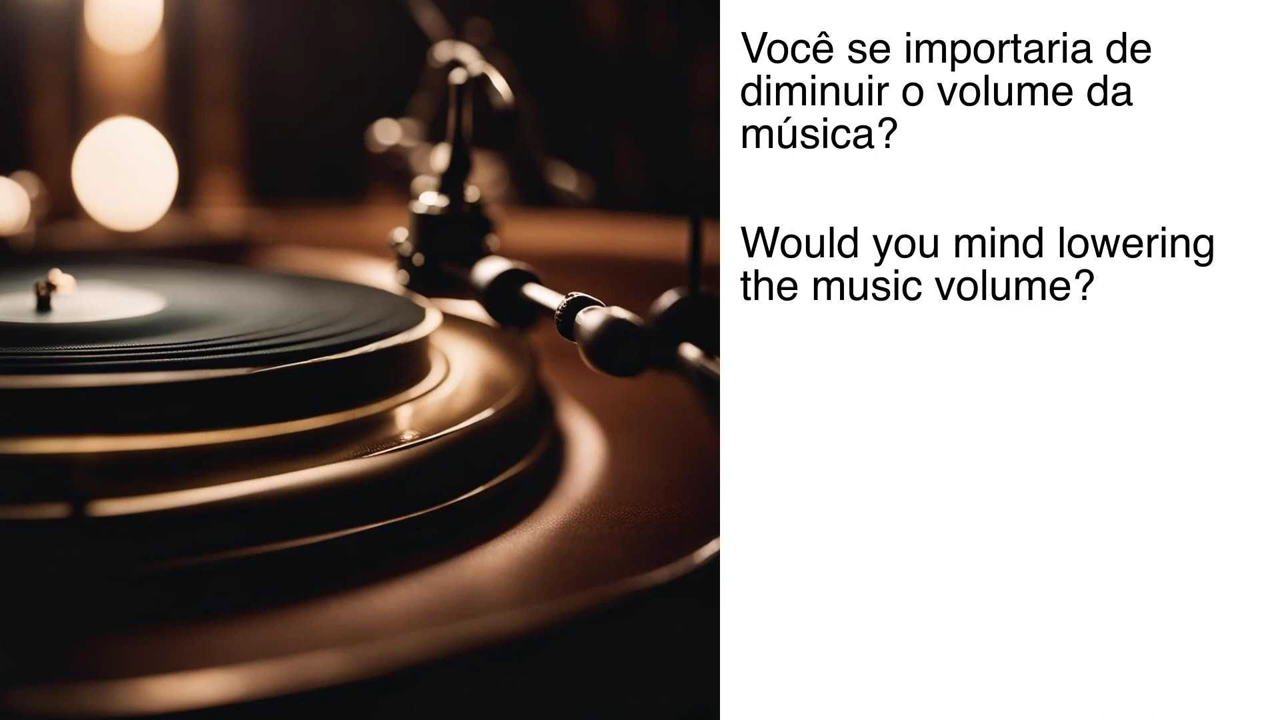 Você se importaria de
diminuir o volume da
música?
Would you mind lowering
the music volume?